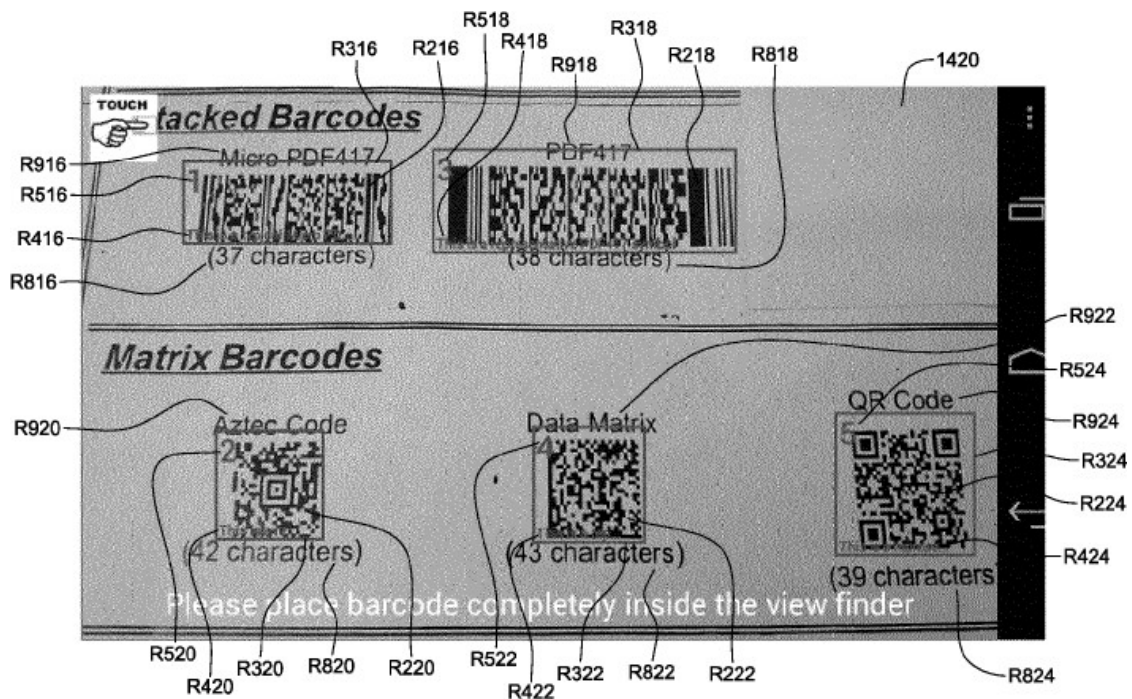 R518
R418
R318
R316
R216
R918
R218
R818
1420
TOUCH
tacked Barcodes
R916
Micro PDF417
PDF417
R516
1
3
R416
(37 characters)
(38 characters)
R816
R922
Matrix Barcodes
R524
QR Code
R920
Aztec Code
Data Matrix
R924
2
4
5
R324
R224
(42 characters)
(43 characters)
R424
(39 characters)
Please place barcode completely inside the view finder
R520
R320
R820
R220
R522
R322
R822
R222
R824
R420
R422